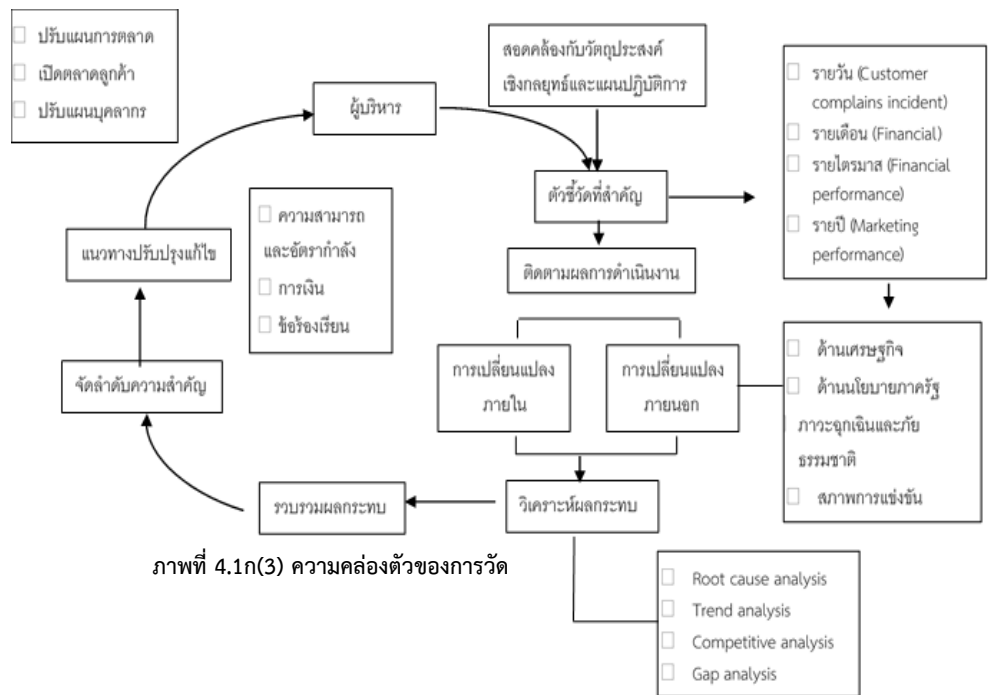 ปรับแผนการตลาด
เปิดตลาดลูกค้า
ปรับแผนบุคลากร
ผู้บริหาร
สอดคล้องกับวัตถุประสงค์
เชิงกลยุทธ์และแผนปฏิบัติการ
รายวัน (Customer
complains incident)
รายเดือน (Financial)
รายไตรมาส (Financial
performance)
รายปี (Marketing
performance)
ตัวชี้วัดที่สำคัญ
ติดตามผลการดำเนินงาน
แนวทางปรับปรุงแก้ไข
ความสามารถ
และอัตรากำลัง
การเงิน
ข้อร้องเรียน
การเปลี่ยนแปลง
ภายใน
การเปลี่ยนแปลง
ภายนอก
ด้านเศรษฐกิจ
ด้านนโยบายภาครัฐ
ภาวะฉุกเฉินและภัย
ธรรมชาติ
สภาพการแข่งขัน
จัดลำดับความสำคัญ
รวบรวมผลกระทบ
วิเคราะห์ผลกระทบ
ภาพที่ 4.1ก(3) ความคล่องตัวของการวัด
Root cause analysis
Trend analysis
Competitive analysis
Gap analysis